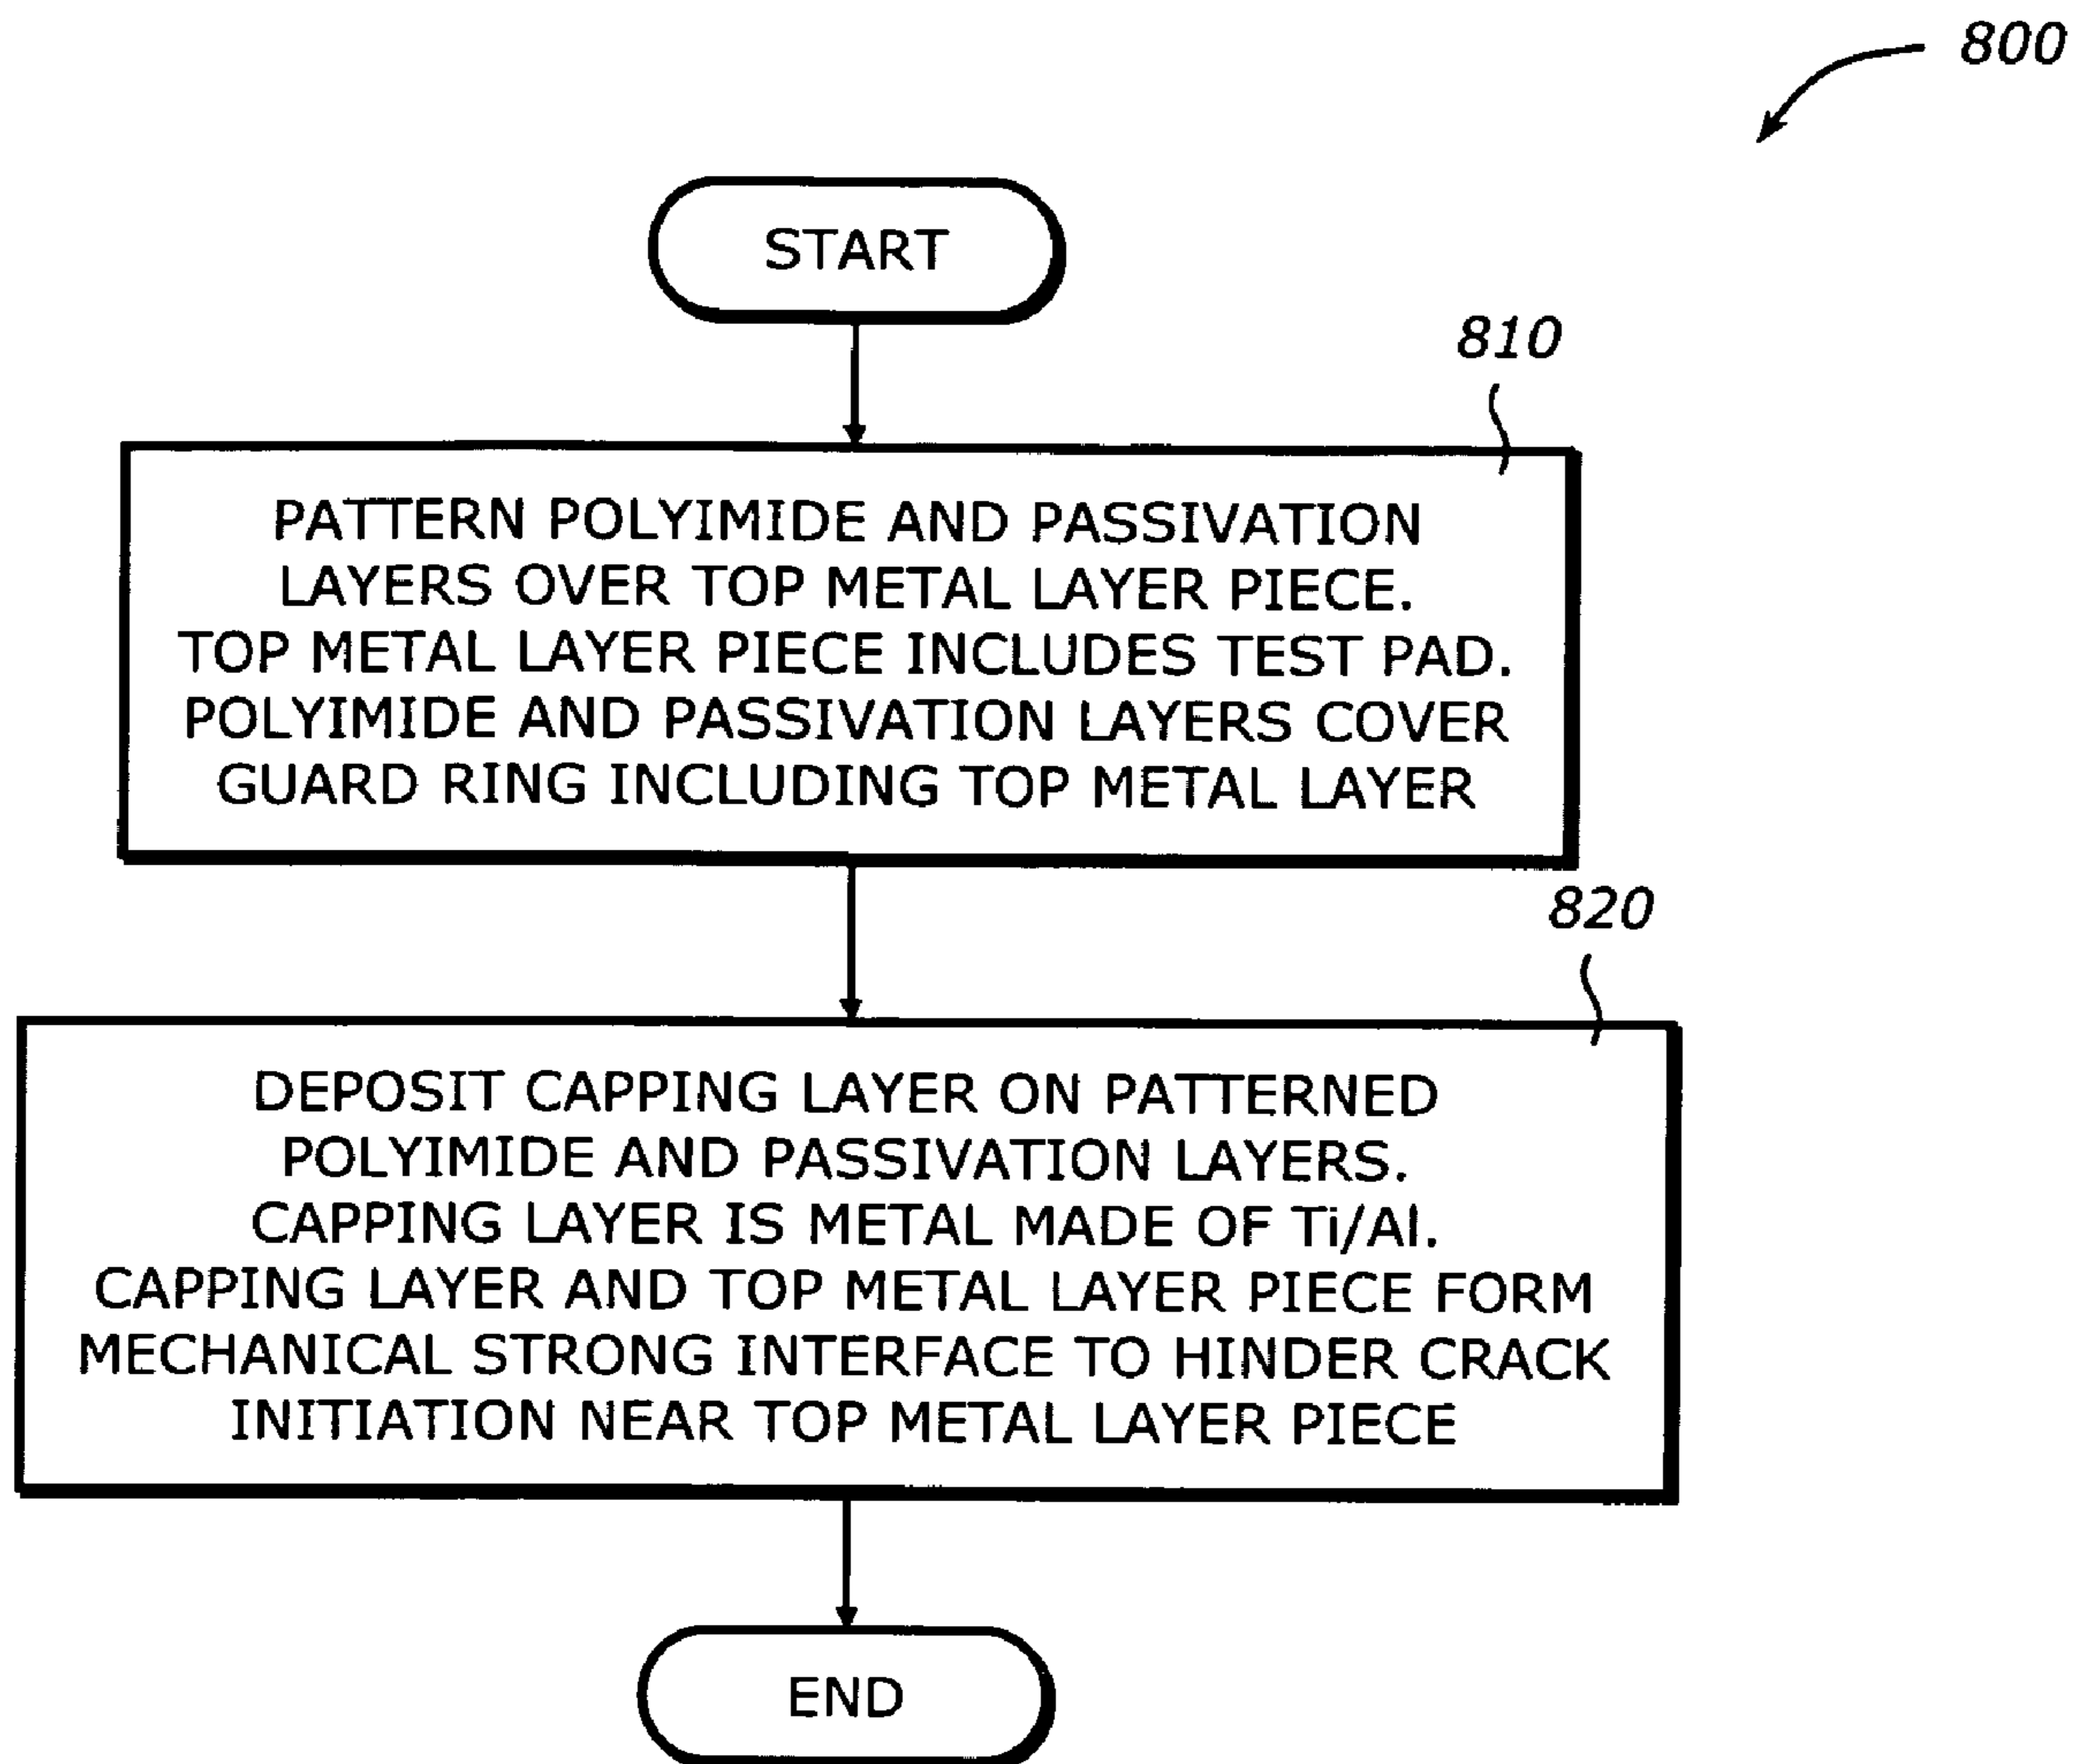 800
START
810
PATTERN POLYIMIDE AND PASSIVATION
LAYERS OVER TOP METAL LAYER PIECE.
TOP METAL LAYER PIECE INCLUDES TEST PAD.
POLYIMIDE AND PASSIVATION LAYERS COVER
GUARD RING INCLUDING TOP METAL LAYER
820
DEPOSIT CAPPING LAYER ON PATTERNED
POLYIMIDE AND PASSIVATION LAYERS.
CAPPING LAYER IS METAL MADE OF Ti/Al.
CAPPING LAYER AND TOP METAL LAYER PIECE FORM
MECHANICAL STRONG INTERFACE TO HINDER CRACK
INITIATION NEAR TOP METAL LAYER PIECE
END